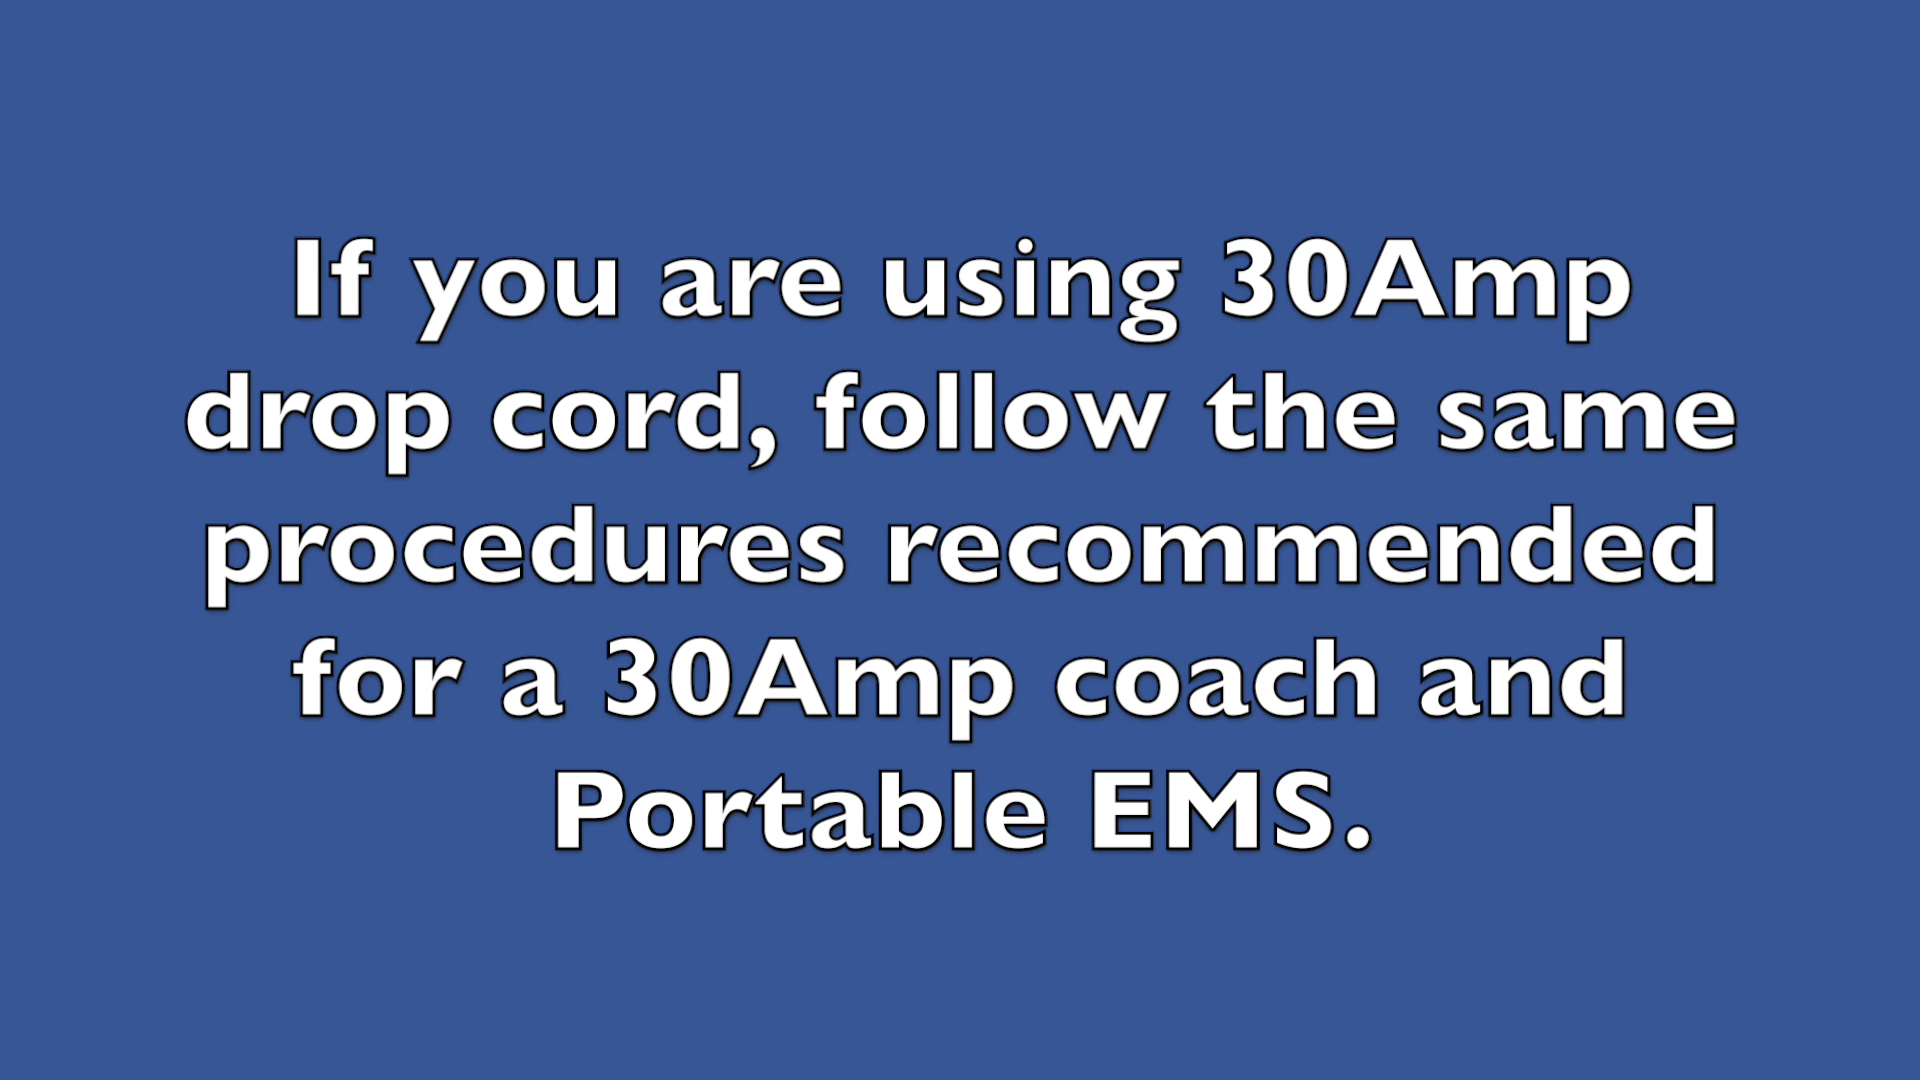 If you are using 30Amp
drop cord, follow the same
procedures recommended
for a 30Amp coach and
Portable EMS.